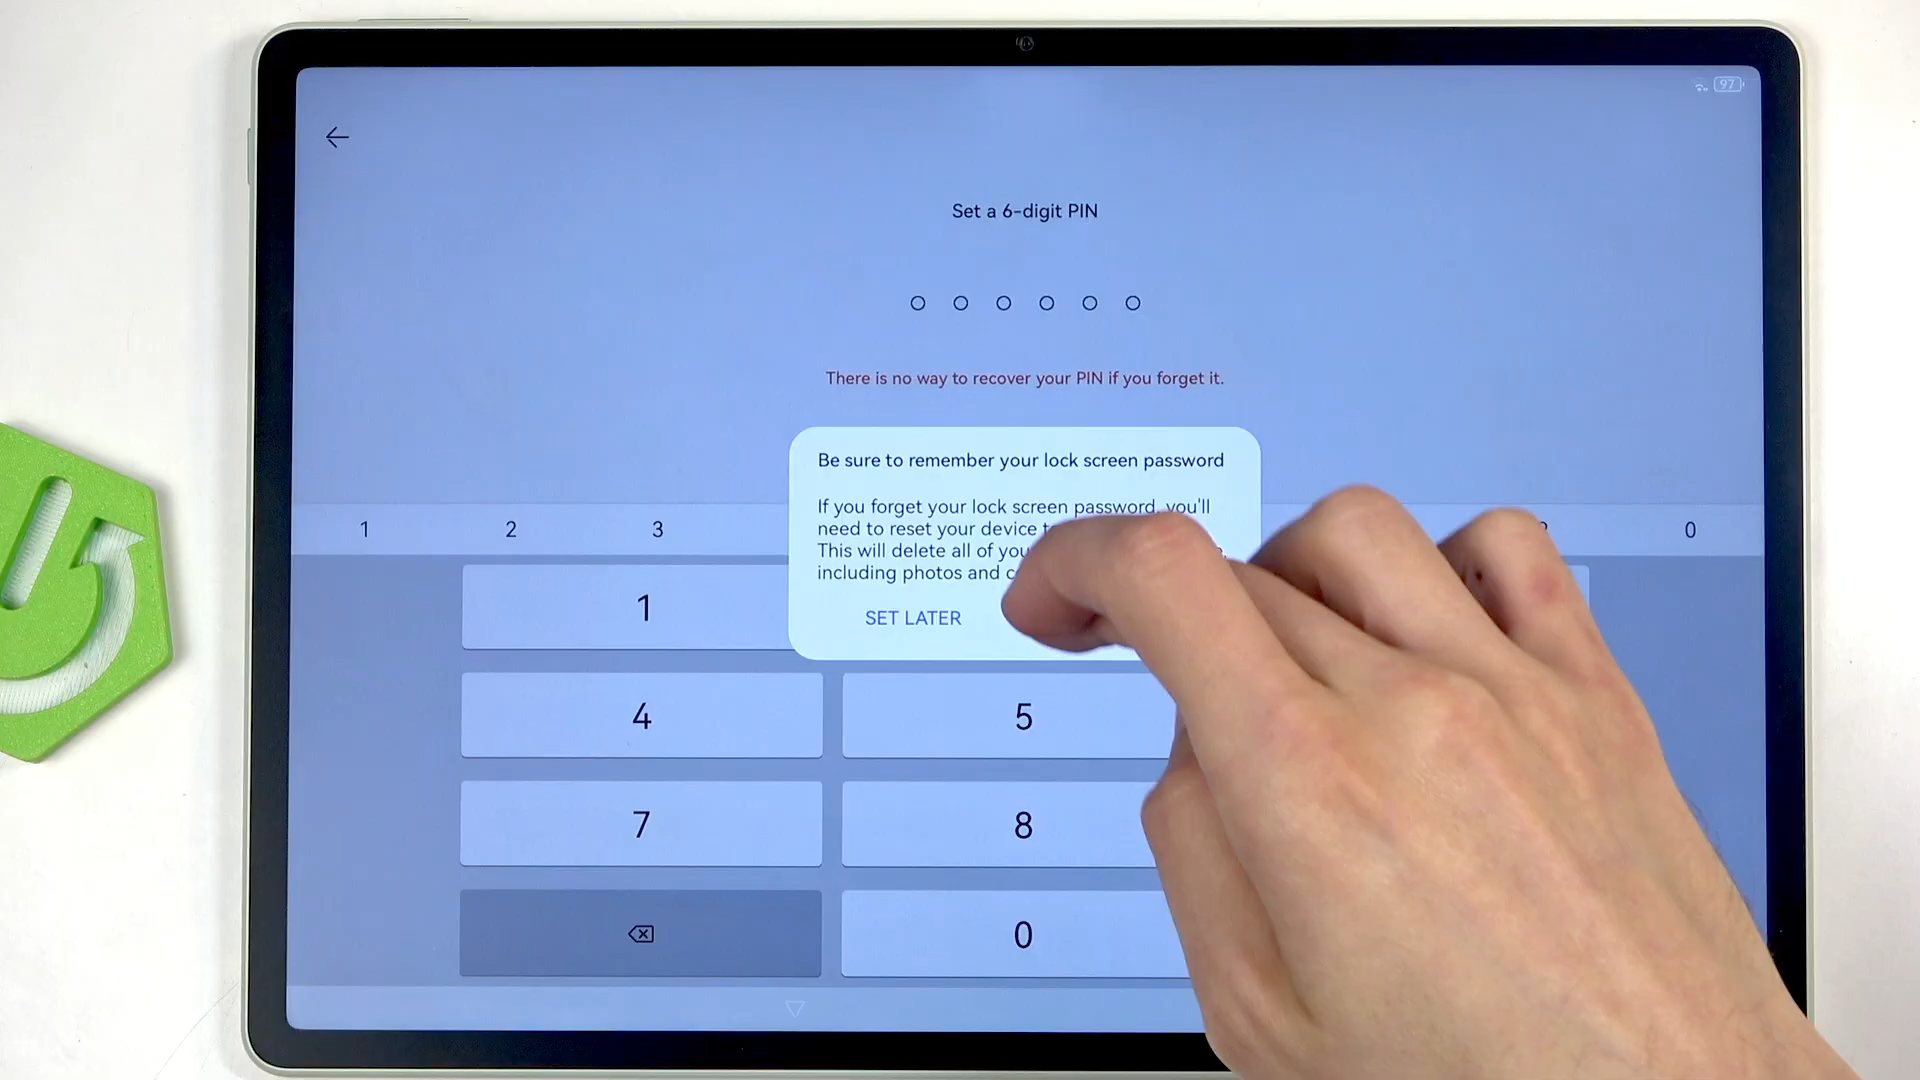 97
Set a 6-digit PIN
There is no way to recover your PIN if you forget it.
Be sure to remember your lock screen password
If you forget your lock screen password, you'll
need to reset your device
This will delete all of
including photos and
SET LATER
1 2 3 0
1
4 5
7 8
0